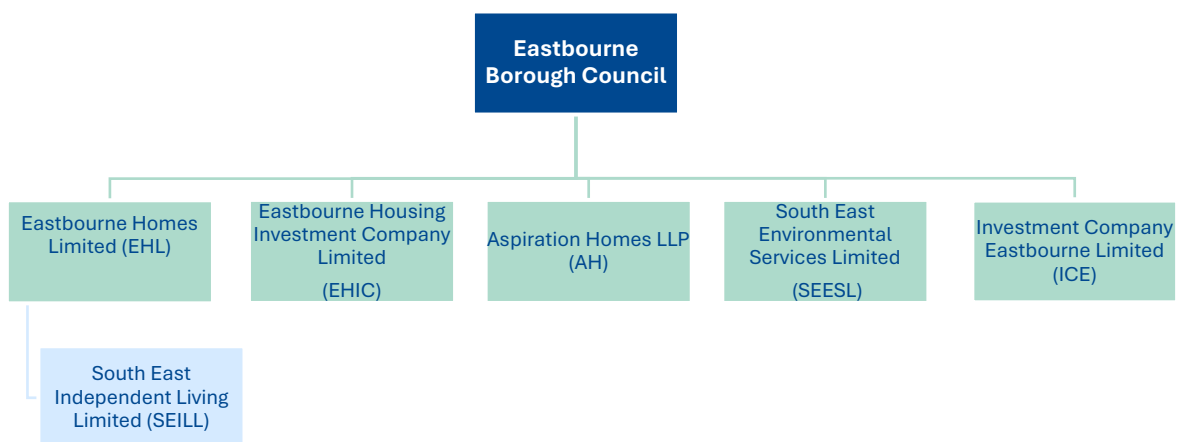 Eastbourne
Borough Council
Eastbourne Homes
Limited (EHL)
Eastbourne Housing
Investment Company
Limited
(EHIC)
Aspiration Homes LLP
(AH)
South East
Environmental
Services Limited
(SEESL)
Investment Company
Eastbourne Limited
(ICE)
South East
Independent Living
Limited (SEILL)